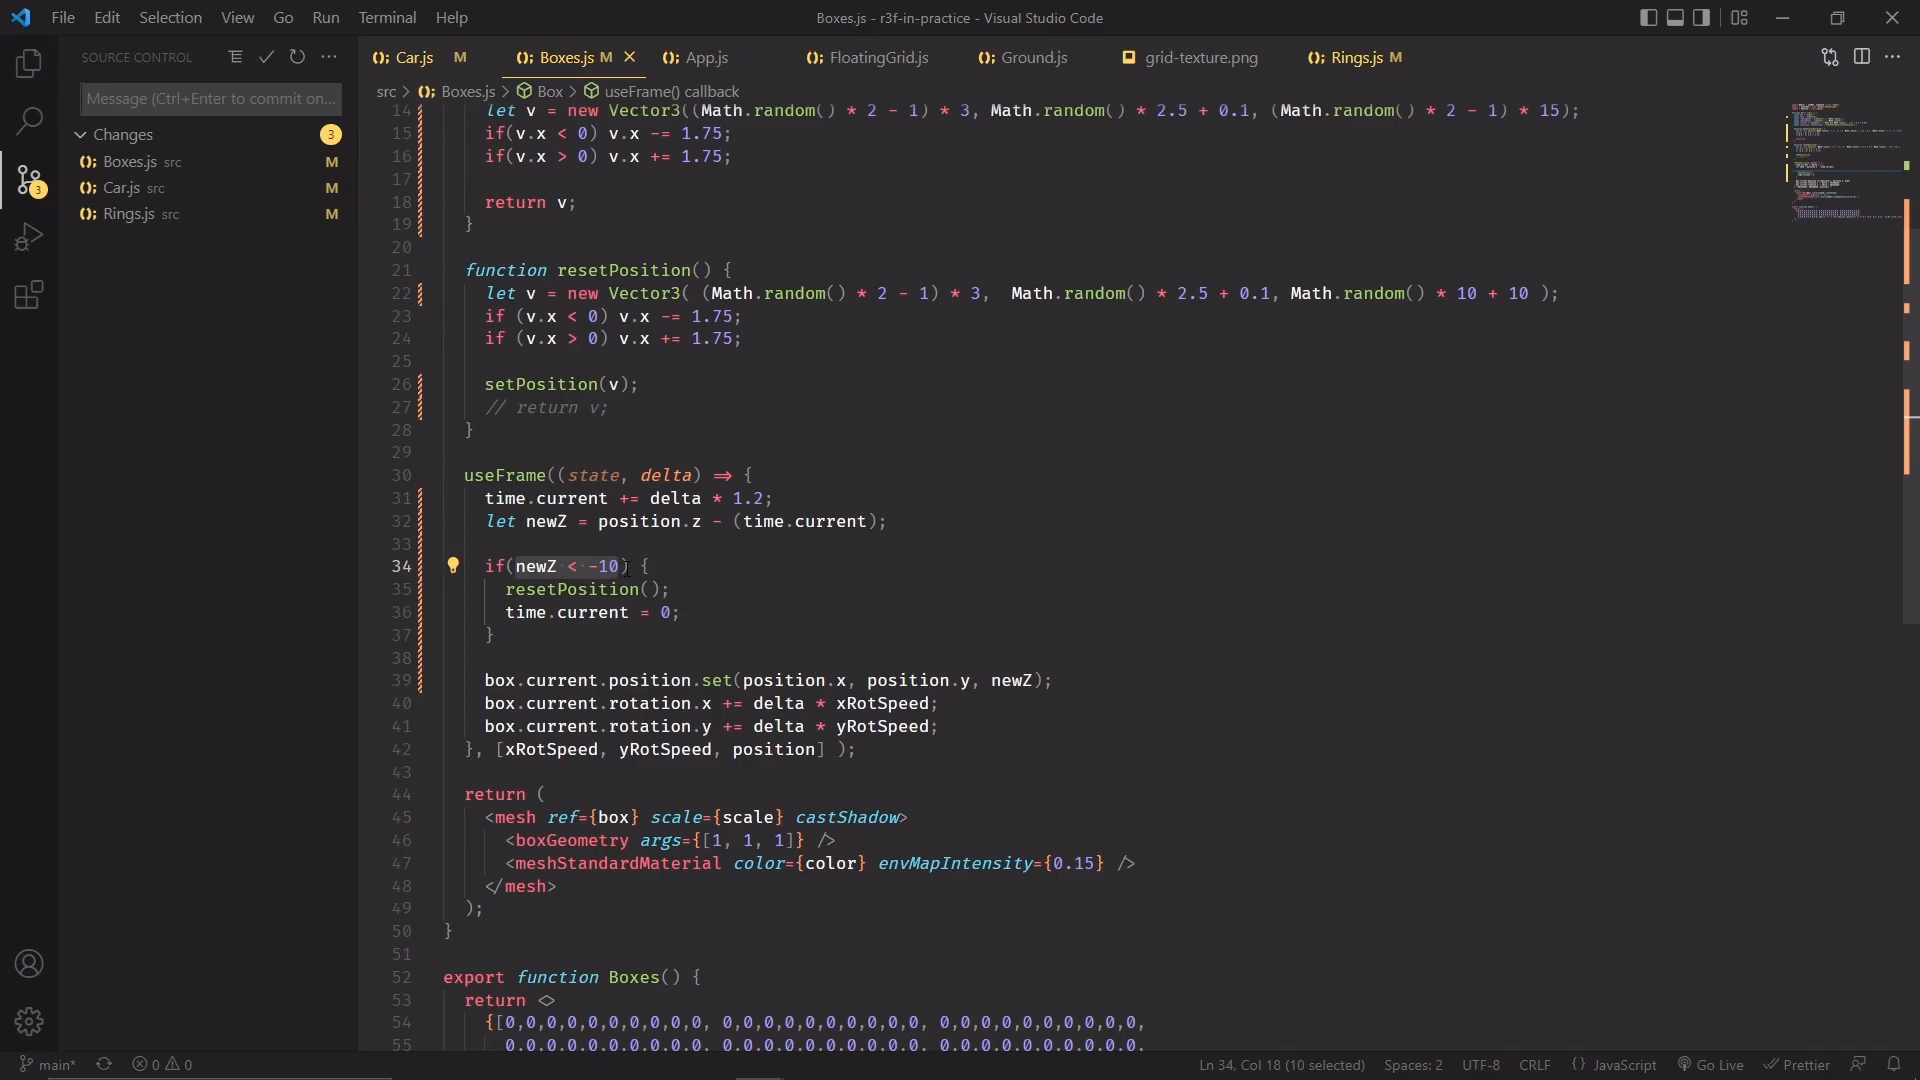 File Edit Selection View Go Run Terminal Help
Boxes.js - r3f-in-practice - Visual Studio Code
SOURCE CONTROL
Message (Ctrl+Enter to commit on...
Changes 3
Boxes.js src M
Car.js src M
Rings.js src M
3
Car.js M Boxes.js M App.js FloatingGrid.js Ground.js grid-texture.png Rings.js M
src > Boxes.js > Box > useFrame() callback
14 let v = new Vector3((Math.random() * 2 - 1) * 3, Math.random() * 2.5 + 0.1, (Math.random() * 2 - 1) * 15);
15 if(v.x < 0) v.x -= 1.75;
16 if(v.x > 0) v.x += 1.75;
17
18 return v;
19 }
20
21 function resetPosition() {
22 let v = new Vector3( (Math.random() * 2 - 1) * 3,  Math.random() * 2.5 + 0.1, Math.random() * 10 + 10 );
23 if (v.x < 0) v.x -= 1.75;
24 if (v.x > 0) v.x += 1.75;
25
26 setPosition(v);
27 // return v;
28 }
29
30 useFrame((state, delta) => {
31 time.current += delta * 1.2;
32 let newZ = position.z - (time.current);
33
34 if(newZ < -10) {
35 resetPosition();
36 time.current = 0;
37 }
38
39 box.current.position.set(position.x, position.y, newZ);
40 box.current.rotation.x += delta * xRotSpeed;
41 box.current.rotation.y += delta * yRotSpeed;
42 }, [xRotSpeed, yRotSpeed, position] );
43
44 return (
45 <mesh ref={box} scale={scale} castShadow>
46 <boxGeometry args={[1, 1, 1]} />
47 <meshStandardMaterial color={color} envMapIntensity={0.15} />
48 </mesh>
49 );
50 }
51
52 export function Boxes() {
53 return <>
54 {[0,0,0,0,0,0,0,0,0,0, 0,0,0,0,0,0,0,0,0,0, 0,0,0,0,0,0,0,0,0,0,
55 0,0,0,0,0,0,0,0,0,0, 0,0,0,0,0,0,0,0,0,0, 0,0,0,0,0,0,0,0,0,0,
main* 0 0 Ln 34, Col 18 (10 selected) Spaces: 2 UTF-8 CRLF {} JavaScript Go Live Prettier